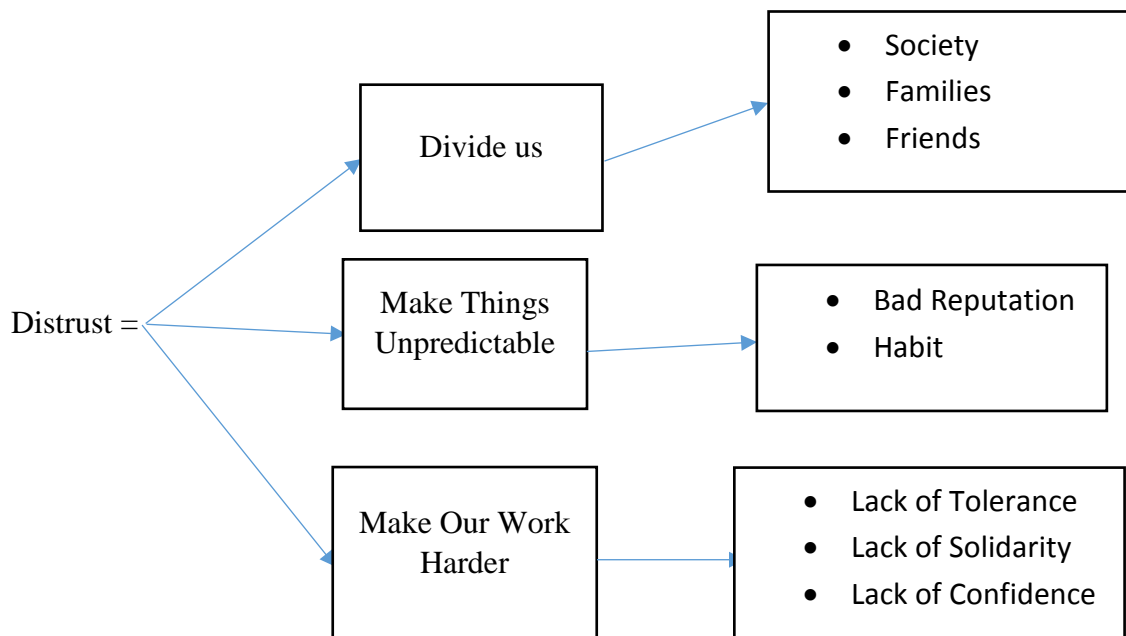 Distrust =
Divide us
• Society
• Families
• Friends
Make Things
Unpredictable
• Bad Reputation
• Habit
Make Our Work
Harder
• Lack of Tolerance
• Lack of Solidarity
• Lack of Confidence